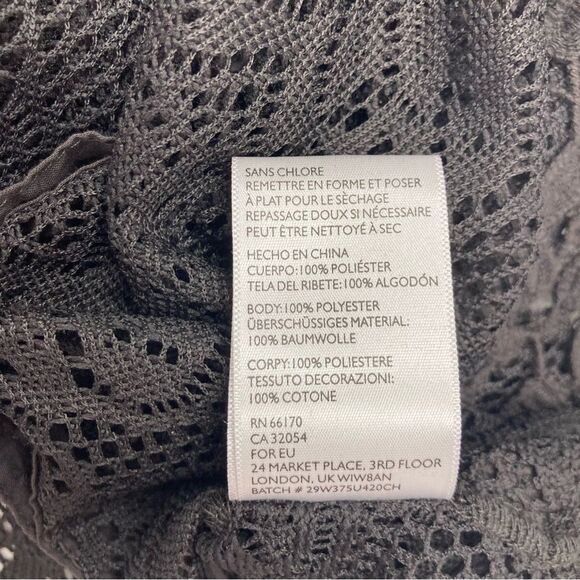 SANS CHLORE
REMETTRE EN FORME ET POSER
À PLAT POUR LE SÈCHAGE
REPASSAGE DOUX SI NÉCESSAIRE
PEUT ÊTRE NETTOYÉ À SEC
HECHO EN CHINA
CUERPO:100% POLIÉSTER
TELA DEL RIBETE:100% ALGODÓN
BODY:100% POLYESTER
ÜBERSCHÜSSIGES MATERIAL:
100% BAUMWOLLE
CORPY:100% POLIESTERE
TESSUTO DECORAZIONI:
100% COTONE
RN 66170
CA 32054
FOR EU
24 MARKET PLACE, 3RD FLOOR
LONDON, UK WIW8AN
BATCH # 29W375U420CH